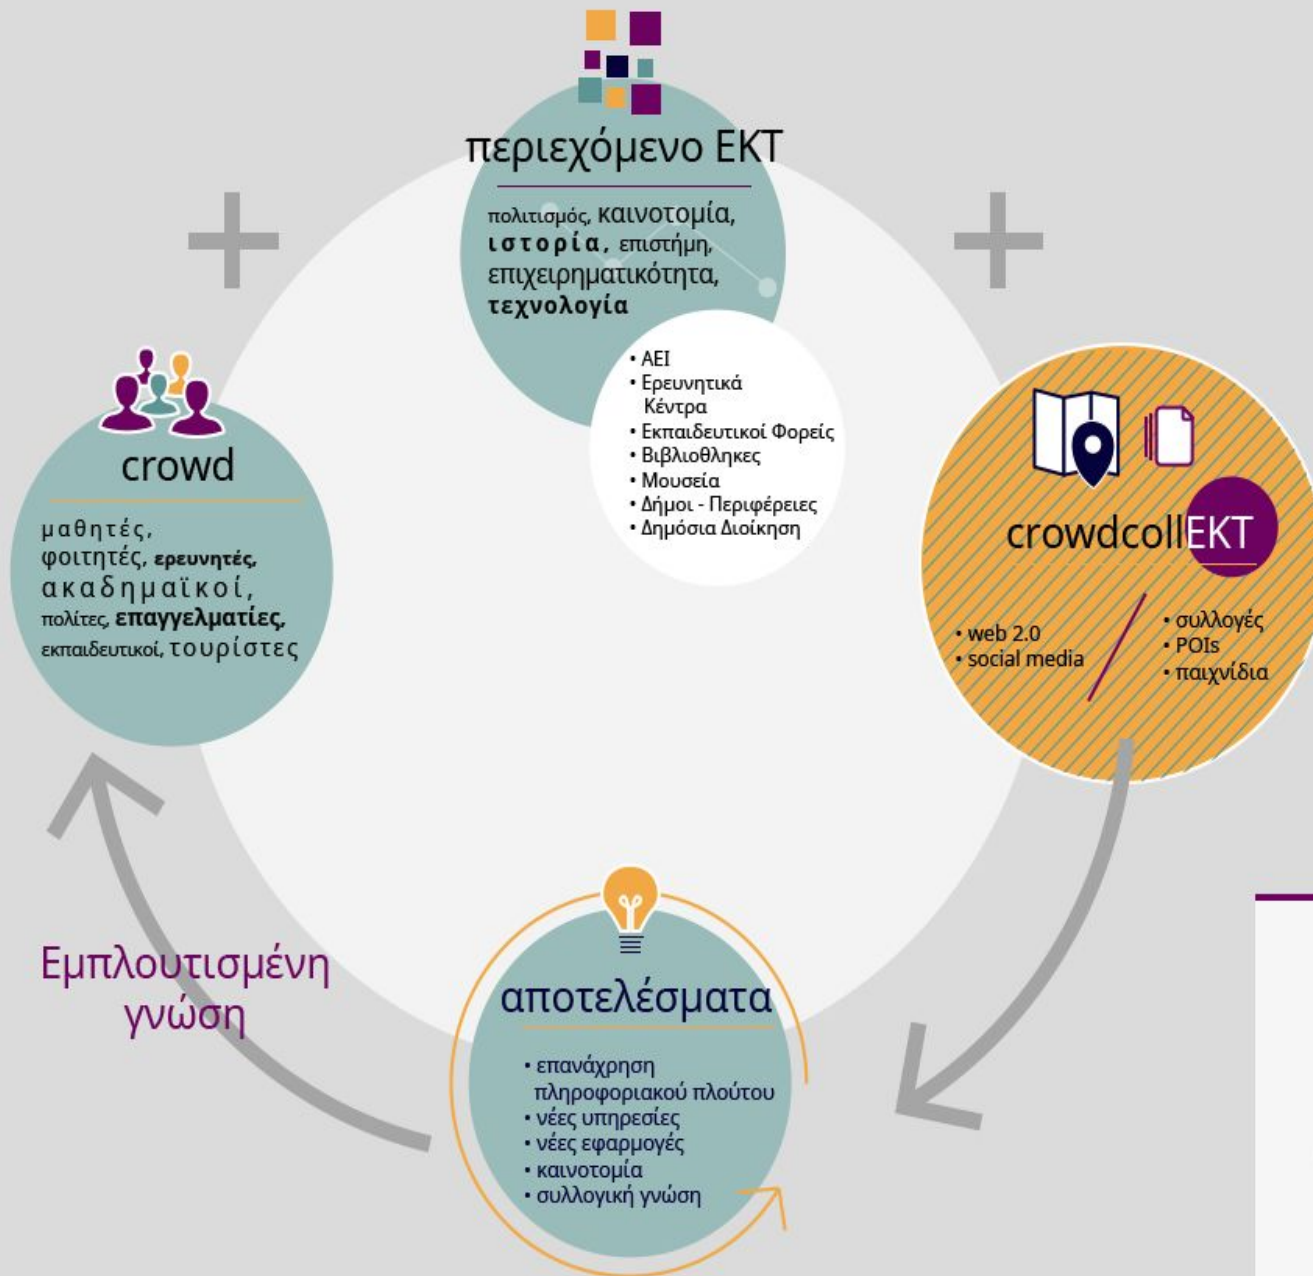 περιεχόμενο ΕΚΤ
πολιτισμός, καινοτομία,
ιστορία, επιστήμη,
επιχειρηματικότητα,
τεχνολογία
• ΑΕΙ
• Ερευνητικά
Κέντρα
• Εκπαιδευτικοί Φορείς
• Βιβλιοθληκες
• Μουσεία
• Δήμοι - Περιφέρειες
• Δημόσια Διοίκηση
crowd
μαθητές,
φοιτητές, ερευνητές,
ακαδημαϊκοί,
πολίτες, επαγγελματίες,
εκπαιδευτικοί, τουρίστες
crowdcollEKT
• web 2.0
• social media
• συλλογές
• POIs
• παιχνίδια
Εμπλουτισμένη
γνώση
αποτελέσματα
• επανάχρηση
πληροφοριακού πλούτου
• νέες υπηρεσίες
• νέες εφαρμογές
• καινοτομία
• συλλογική γνώση